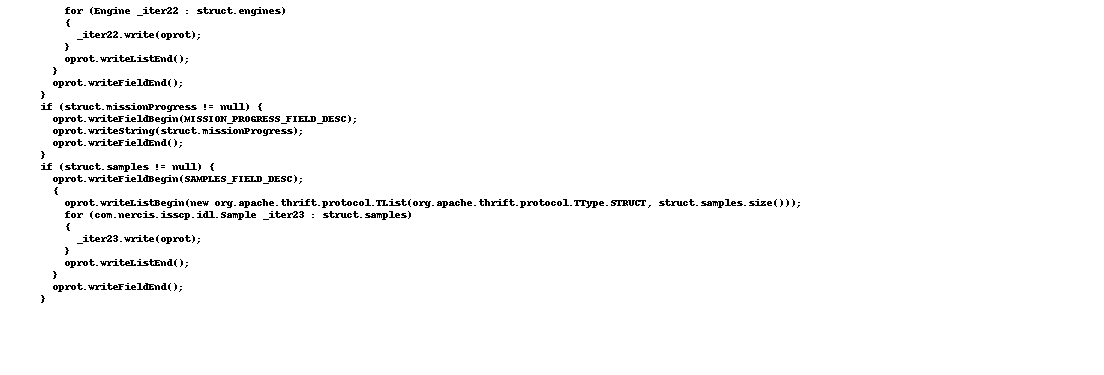 for (Engine _iter22 : struct.engines)
{
_iter22.write(oprot);
}
oprot.writeListEnd();
}
oprot.writeFieldEnd();
}
if (struct.missionProgress != null) {
oprot.writeFieldBegin(MISSION_PROGRESS_FIELD_DESC);
oprot.writeString(struct.missionProgress);
oprot.writeFieldEnd();
}
if (struct.samples != null) {
oprot.writeFieldBegin(SAMPLES_FIELD_DESC);
{
oprot.writeListBegin(new org.apache.thrift.protocol.TList(org.apache.thrift.protocol.TType.STRUCT, struct.samples.size()));
for (com.nercis.isscp.idl.Sample _iter23 : struct.samples)
{
_iter23.write(oprot);
}
oprot.writeListEnd();
}
oprot.writeFieldEnd();
}